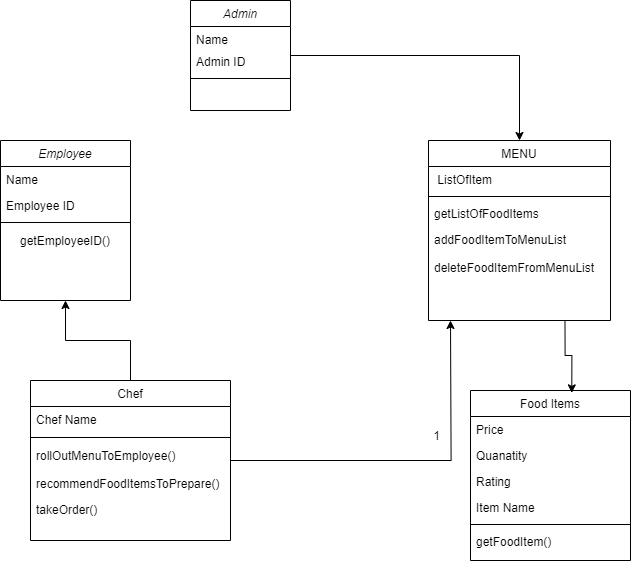 Admin
Name
Admin ID
Employee
Name
Employee ID
getEmployeeID()
MENU
ListOfItem
getListOfFoodItems
addFoodItemToMenuList
deleteFoodItemFromMenuList
Chef
Chef Name
rollOutMenuToEmployee()
recommendFoodItemsToPrepare()
takeOrder()
1
Food Items
Price
Quanatity
Rating
Item Name
getFoodItem()